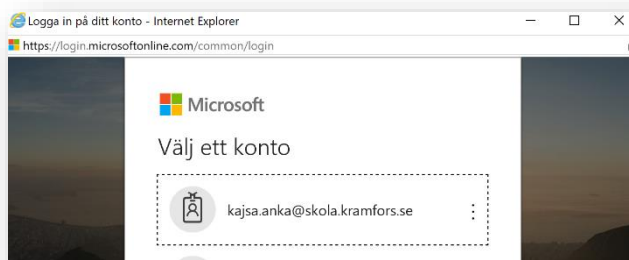 Logga in på ditt konto - Internet Explorer
https://login.microsoftonline.com/common/login
Microsoft
Välj ett konto
kajsa.anka@skola.kramfors.se